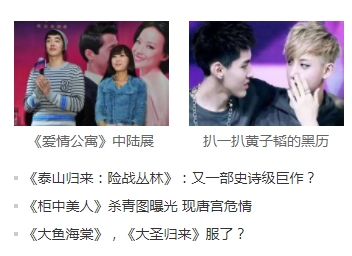 《爱情公寓》中陆展
扒一扒黄子韬的黑历
《泰山归来：险战丛林》：又一部史诗级巨作？
《柜中美人》杀青图曝光 现唐宫危情
《大鱼海棠》，《大圣归来》服了？